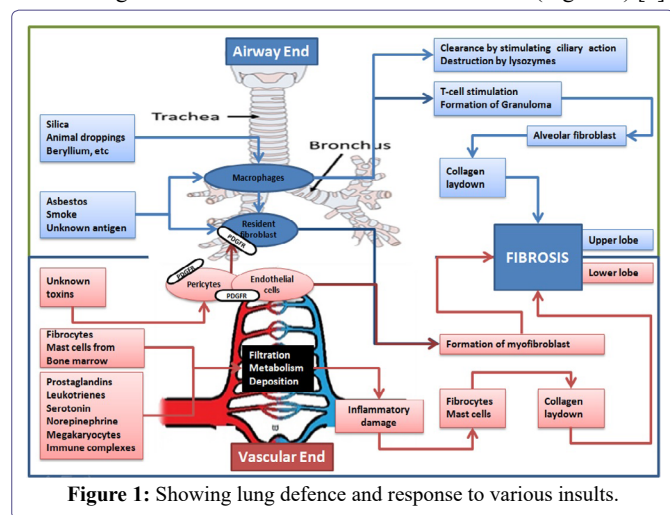 Airway End
Clearance by stimulating ciliary action
Destruction by lysozymes
T-cell stimulation
Formation of Granuloma
Trachea
Silica
Animal droppings
Beryllium, etc
Alveolar fibroblast
Bronchus
Macrophages
Collagen
laydown
Asbestos
Smoke
Unknown antigen
Resident
fibroblast
PDGFR
Upper lobe
FIBROSIS
Lower lobe
Unknown
toxins
PDGFR
Pericytes
Endothelial
cells
PDGFR
Fibrocytes
Mast cells from
Bone marrow
Filtration
Metabolism
Deposition
Formation of myofibroblast
Prostaglandins
Leukotrienes
Serotonin
Norepinephrine
Megakaryocytes
Immune complexes
Inflammatory
damage
Fibrocytes
Mast cells
Collagen
laydown
Vascular End
Figure 1: Showing lung defence and response to various insults.